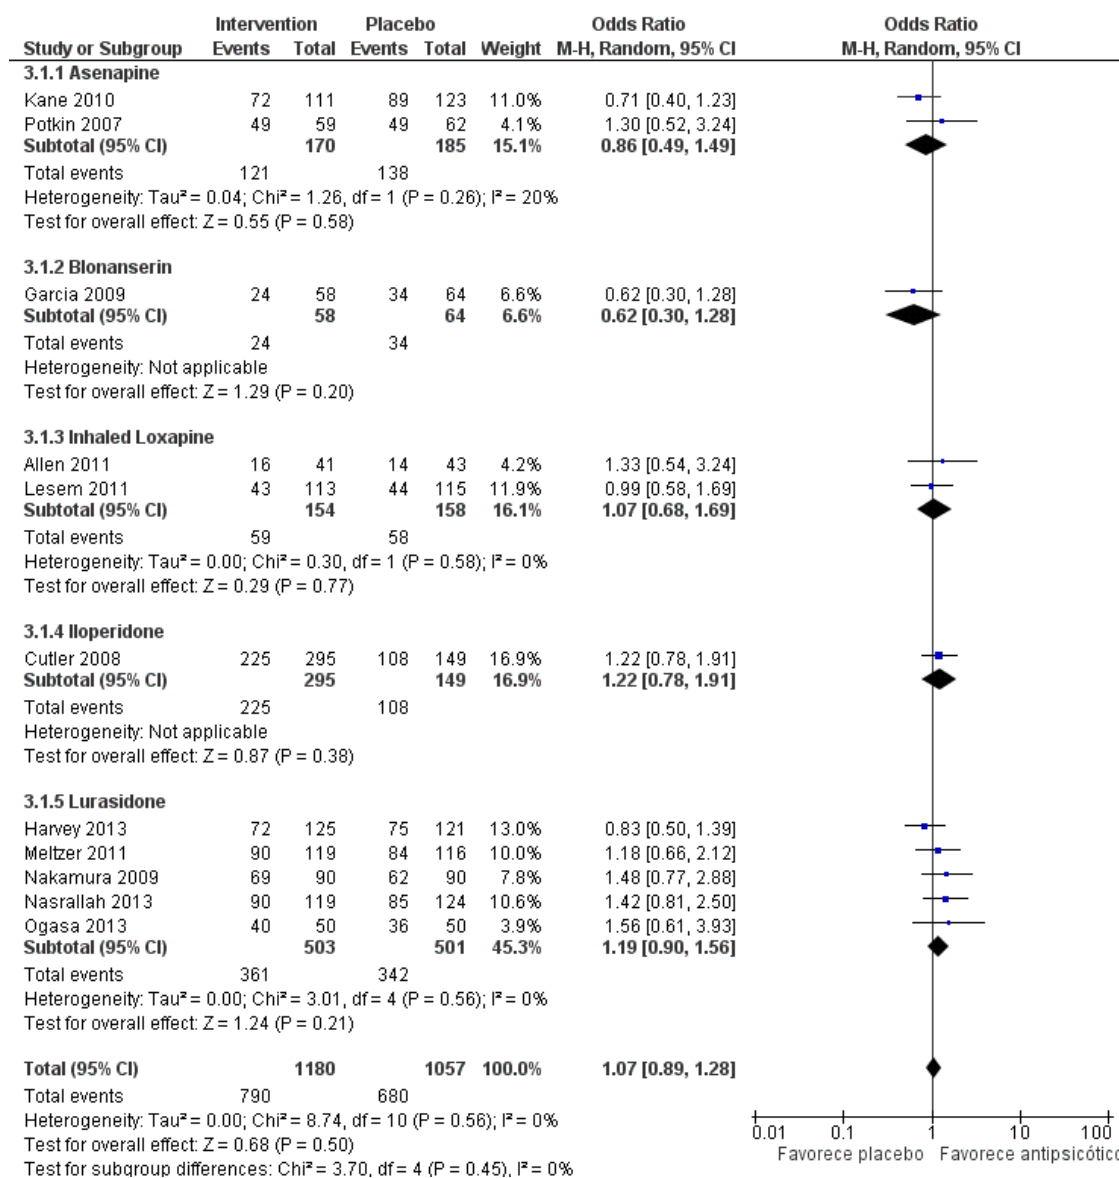 Intervention Placebo Odds Ratio Odds Ratio
Study or Subgroup Events Total Events Total Weight M-H, Random, 95% CI M-H, Random, 95% CI
3.1.1 Asenapine
Kane 2010 72 111 89 123 11.0% 0.71 [0.40, 1.23]
Potkin 2007 49 59 49 62 4.1% 1.30 [0.52, 3.24]
Subtotal (95% CI) 170 185 15.1% 0.86 [0.49, 1.49]
Total events 121 138
Heterogeneity: Tau² = 0.04; Chi² = 1.26, df = 1 (P = 0.26); I² = 20%
Test for overall effect: Z = 0.55 (P = 0.58)
3.1.2 Blonanserin
Garcia 2009 24 58 34 64 6.6% 0.62 [0.30, 1.28]
Subtotal (95% CI) 58 64 6.6% 0.62 [0.30, 1.28]
Total events 24 34
Heterogeneity: Not applicable
Test for overall effect: Z = 1.29 (P = 0.20)
3.1.3 Inhaled Loxapine
Allen 2011 16 41 14 43 4.2% 1.33 [0.54, 3.24]
Lesem 2011 43 113 44 115 11.9% 0.99 [0.58, 1.69]
Subtotal (95% CI) 154 158 16.1% 1.07 [0.68, 1.69]
Total events 59 58
Heterogeneity: Tau² = 0.00; Chi² = 0.30, df = 1 (P = 0.58); I² = 0%
Test for overall effect: Z = 0.29 (P = 0.77)
3.1.4 Iloperidone
Cutler 2008 225 295 108 149 16.9% 1.22 [0.78, 1.91]
Subtotal (95% CI) 295 149 16.9% 1.22 [0.78, 1.91]
Total events 225 108
Heterogeneity: Not applicable
Test for overall effect: Z = 0.87 (P = 0.38)
3.1.5 Lurasidone
Harvey 2013 72 125 75 121 13.0% 0.83 [0.50, 1.39]
Meltzer 2011 90 119 84 116 10.0% 1.18 [0.66, 2.12]
Nakamura 2009 69 90 62 90 7.8% 1.48 [0.77, 2.88]
Nasrallah 2013 90 119 85 124 10.6% 1.42 [0.81, 2.50]
Ogasa 2013 40 50 36 50 3.9% 1.56 [0.61, 3.93]
Subtotal (95% CI) 503 501 45.3% 1.19 [0.90, 1.56]
Total events 361 342
Heterogeneity: Tau² = 0.00; Chi² = 3.01, df = 4 (P = 0.56); I² = 0%
Test for overall effect: Z = 1.24 (P = 0.21)
Total (95% CI) 1180 1057 100.0% 1.07 [0.89, 1.28]
Total events 790 680
Heterogeneity: Tau² = 0.00; Chi² = 8.74, df = 10 (P = 0.56); I² = 0%
Test for overall effect: Z = 0.68 (P = 0.50)
Test for subgroup differences: Chi² = 3.70, df = 4 (P = 0.45), I² = 0%
0.01 0.1 1 10 100
Favorece placebo Favorece antipsicótico